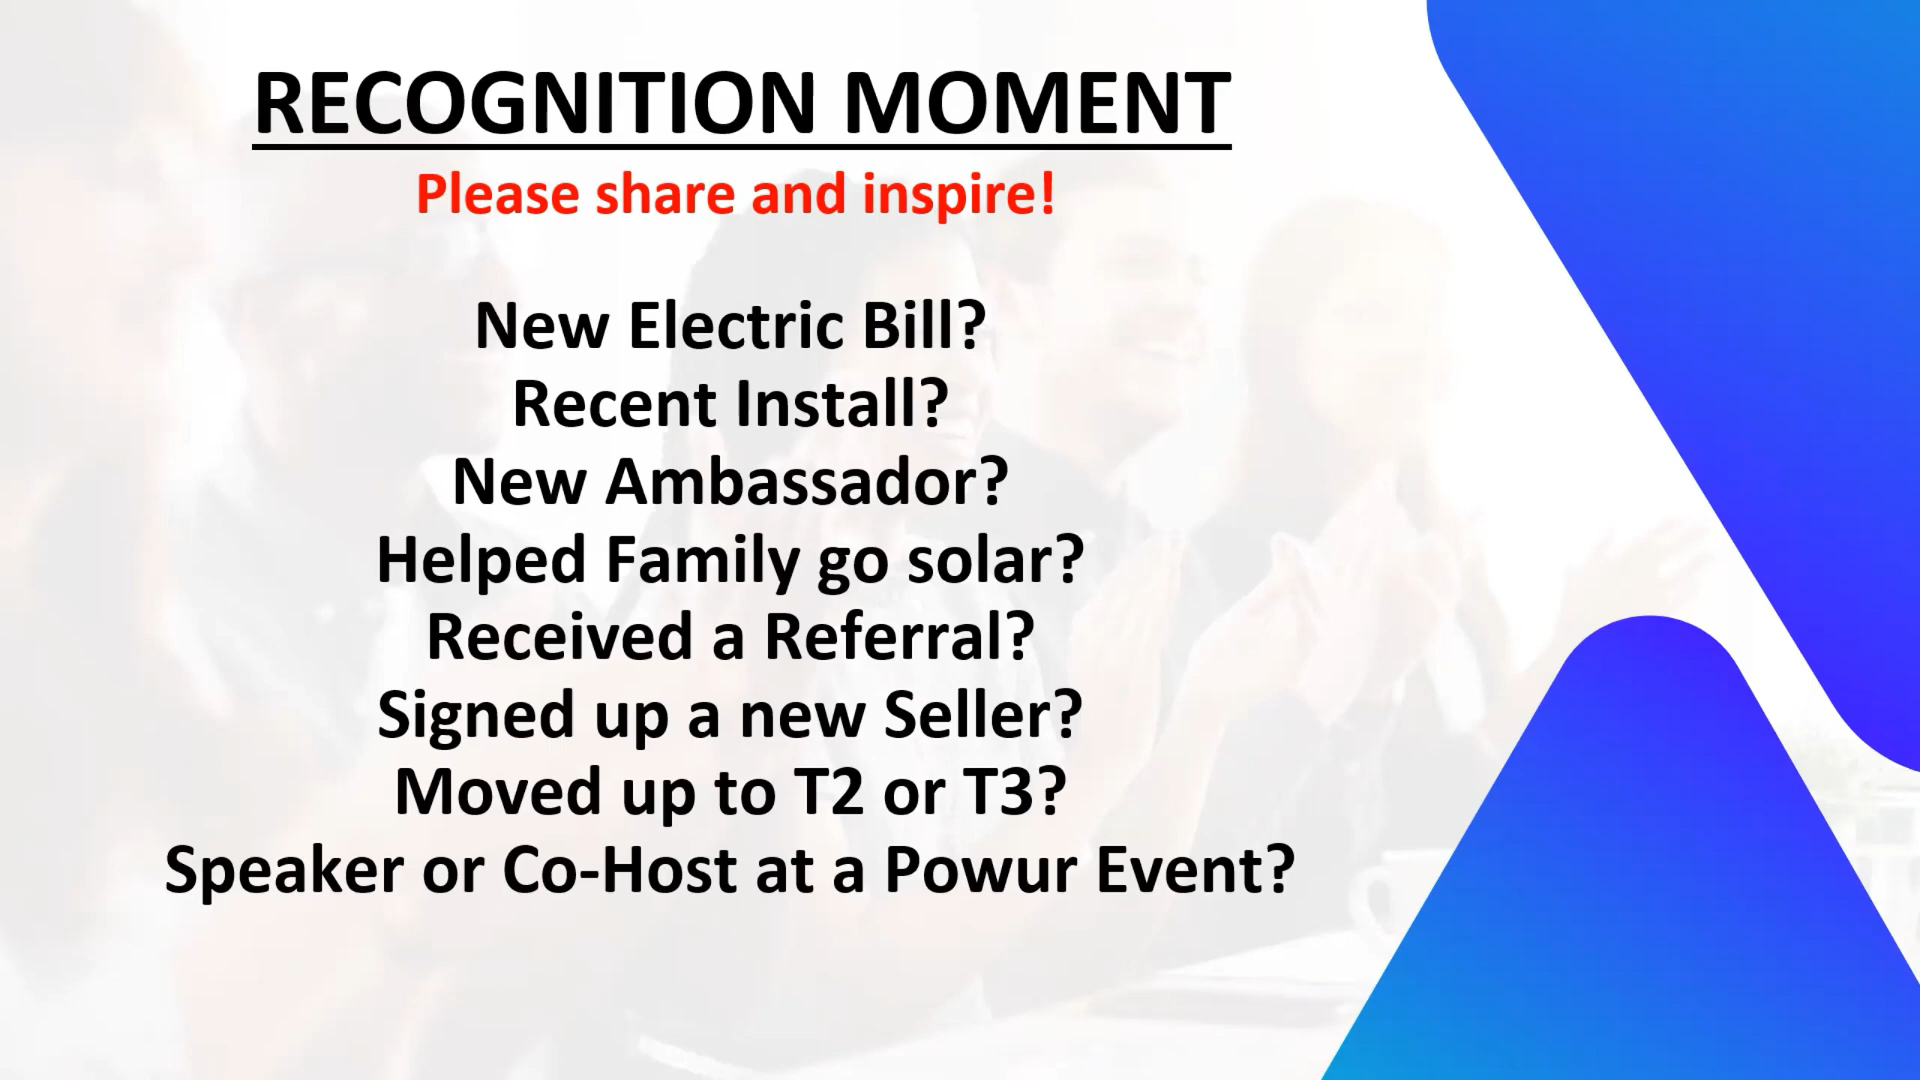 RECOGNITION MOMENT
Please share and inspire!
New Electric Bill?
Recent Install?
New Ambassador?
Helped Family go solar?
Received a Referral?
Signed up a new Seller?
Moved up to T2 or T3?
Speaker or Co-Host at a Powur Event?